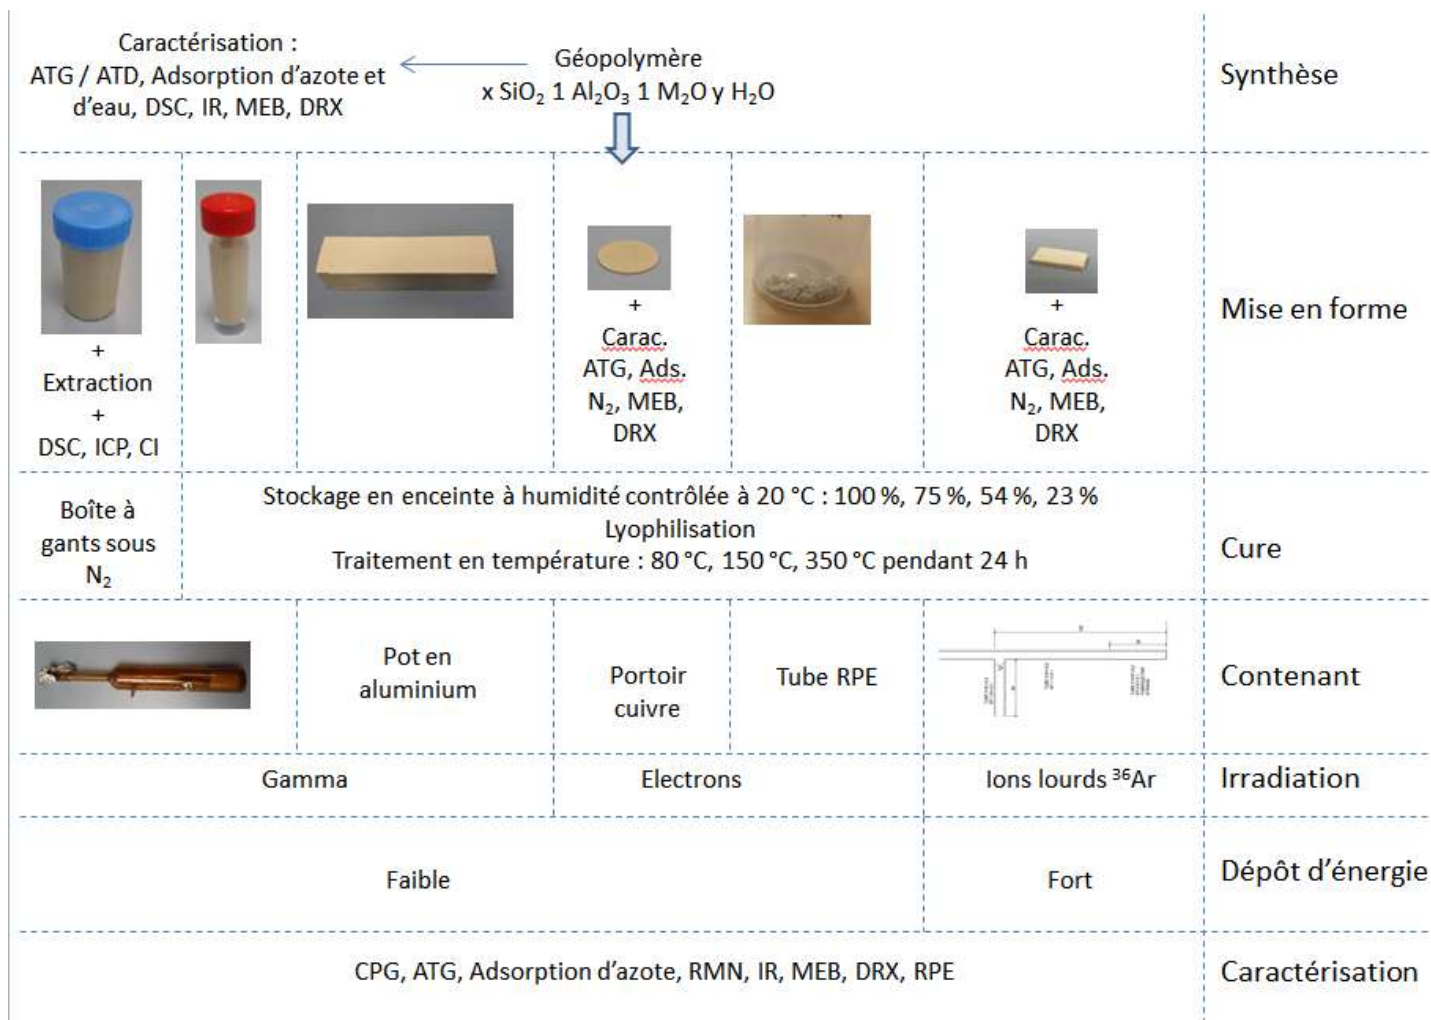 Caractérisation :
ATG / ATD, Adsorption d'azote et
d'eau, DSC, IR, MEB, DRX
Géopolymère
x SiO₂ 1 Al₂O₃ 1 M₂O y H₂O
Synthèse
+
Extraction
+
DSC, ICP, CI
+
Carac.
ATG, Ads.
N₂, MEB,
DRX
+
Carac.
ATG, Ads.
N₂, MEB,
DRX
Mise en forme
Boîte à
gants sous
N₂
Stockage en enceinte à humidité contrôlée à 20 °C : 100 %, 75 %, 54 %, 23 %
Lyophilisation
Traitement en température : 80 °C, 150 °C, 350 °C pendant 24 h
Cure
Pot en
aluminium
Portoir
cuivre
Tube RPE
Contenant
Gamma
Electrons
Ions lourds ³⁶Ar
Irradiation
Faible
Fort
Dépôt d'énergie
CPG, ATG, Adsorption d'azote, RMN, IR, MEB, DRX, RPE
Caractérisation